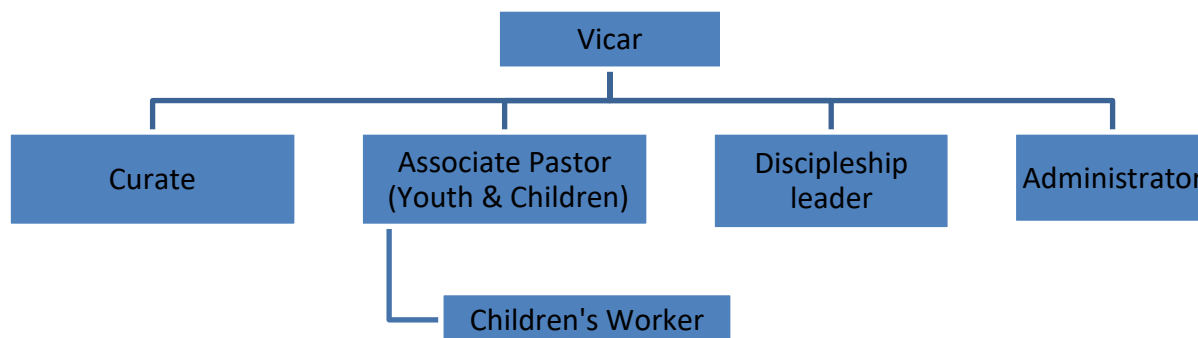 Vicar
Curate
Associate Pastor
(Youth & Children)
Discipleship
leader
Administrator
Children's Worker